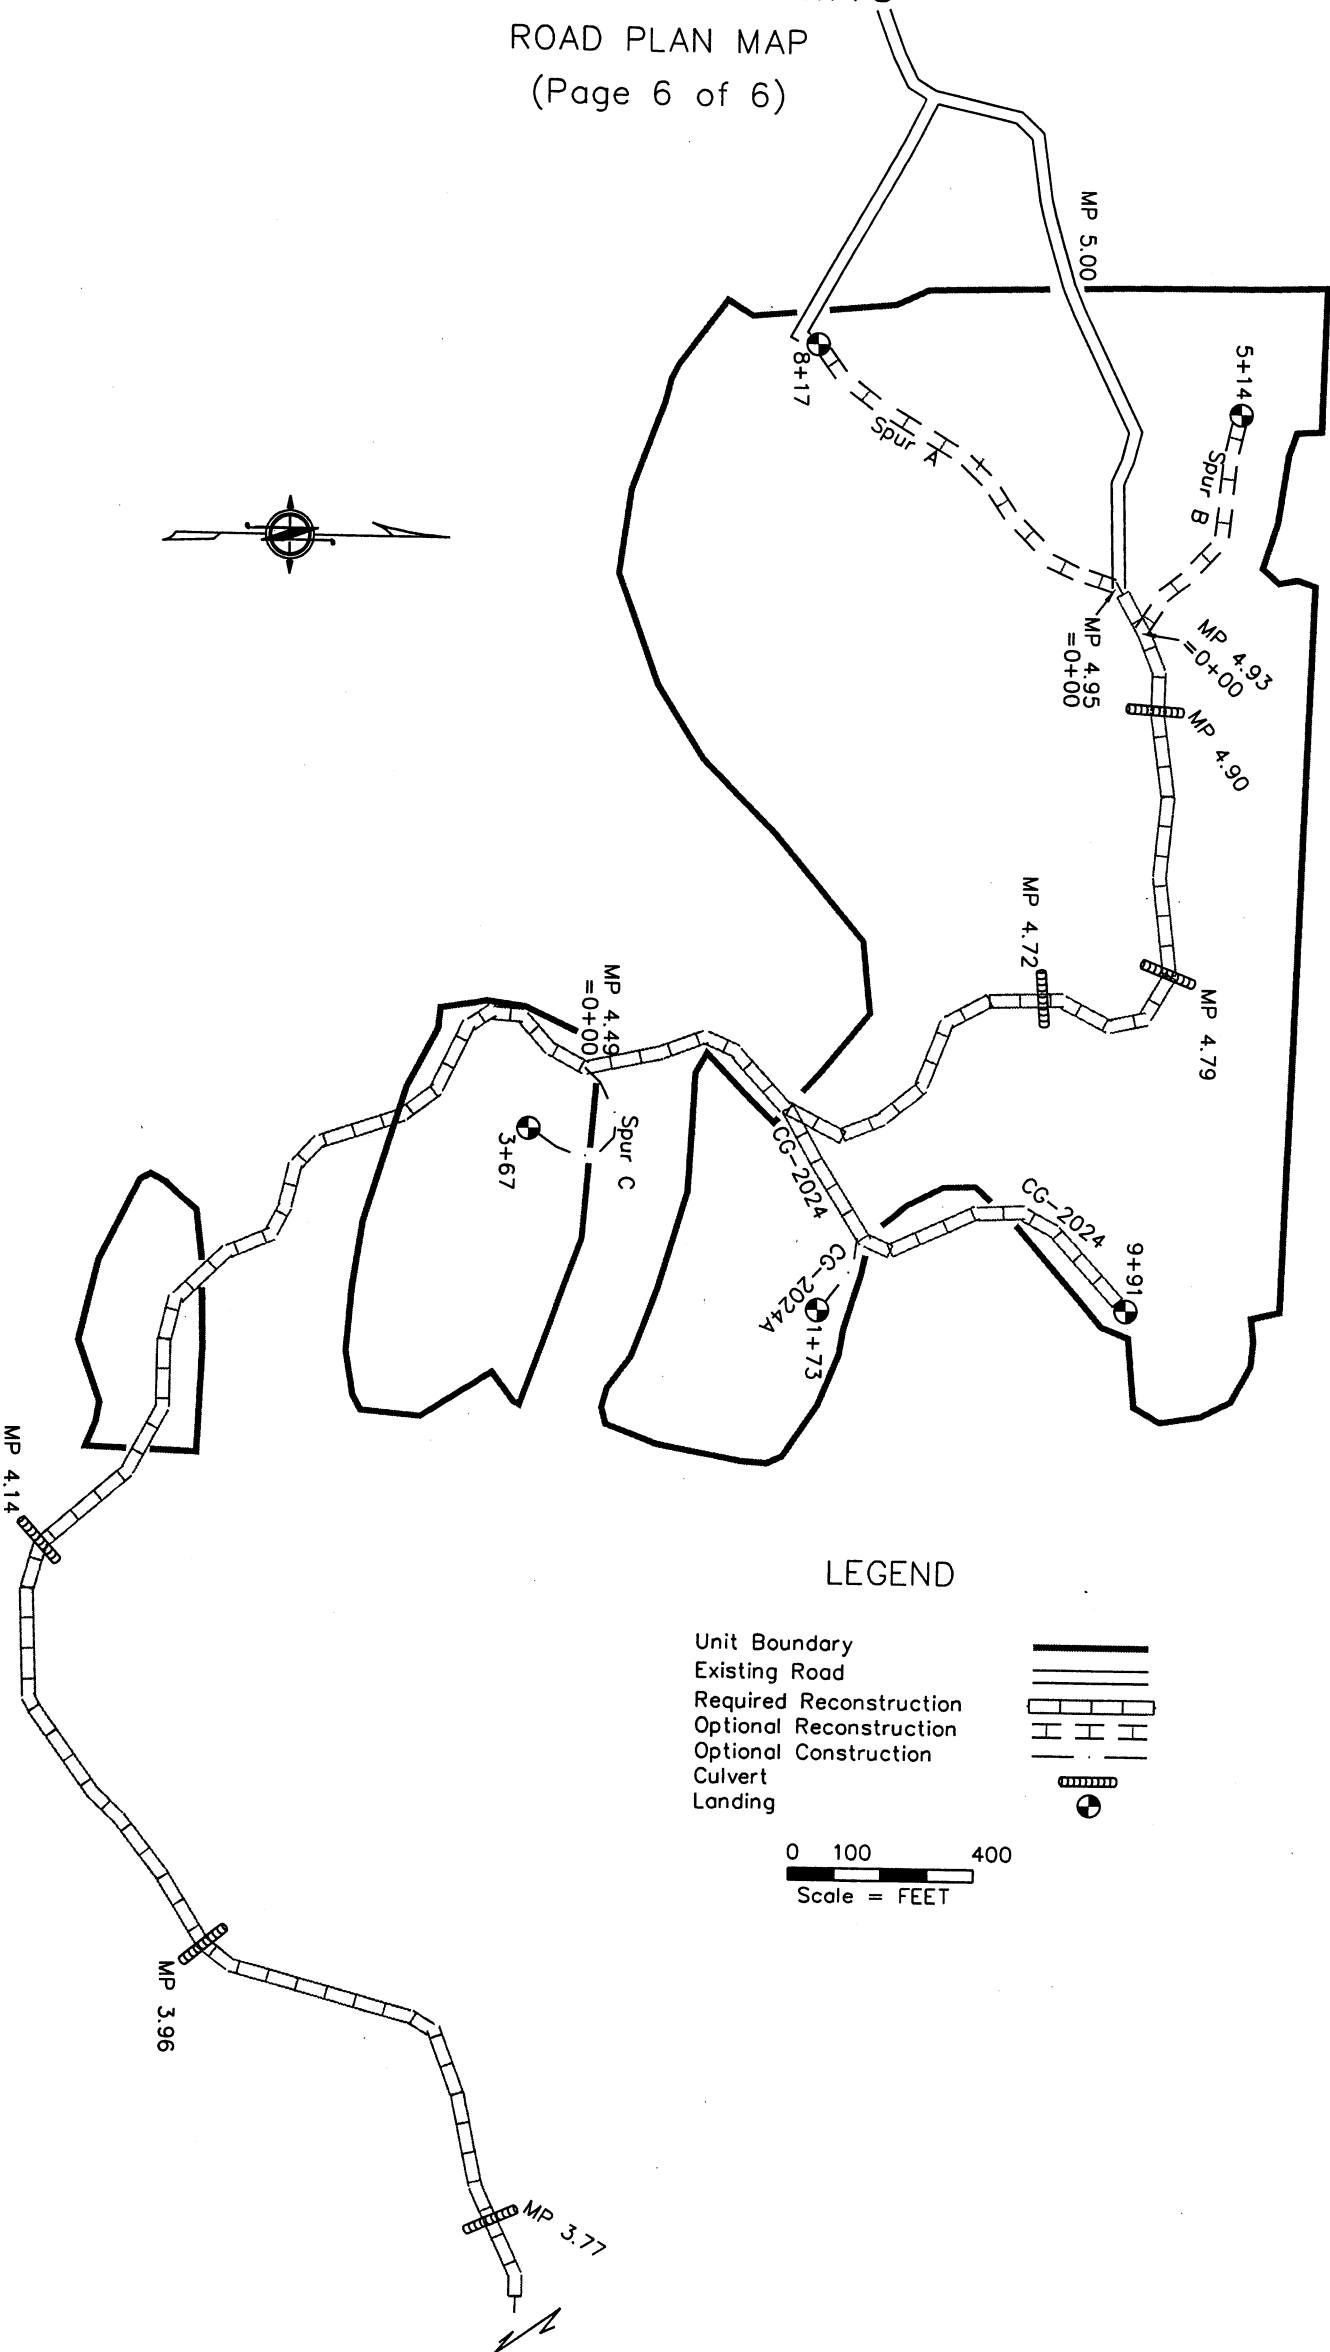 ROAD PLAN MAP
(Page 6 of 6)
MP 5.00
8+17
5+14
Spur A
Spur B
MP 4.93
=0+00
MP 4.95
=0+00
MP 4.90
MP 4.72
MP 4.79
MP 4.49
=0+00
Spur C
3+67
CG-2024
CG-2024
9+91
CG-2024A
1+73
MP 4.14
LEGEND
Unit Boundary
Existing Road
Required Reconstruction
Optional Reconstruction
Optional Construction
Culvert
Landing
0 100 400
Scale = FEET
MP 3.96
MP 3.77